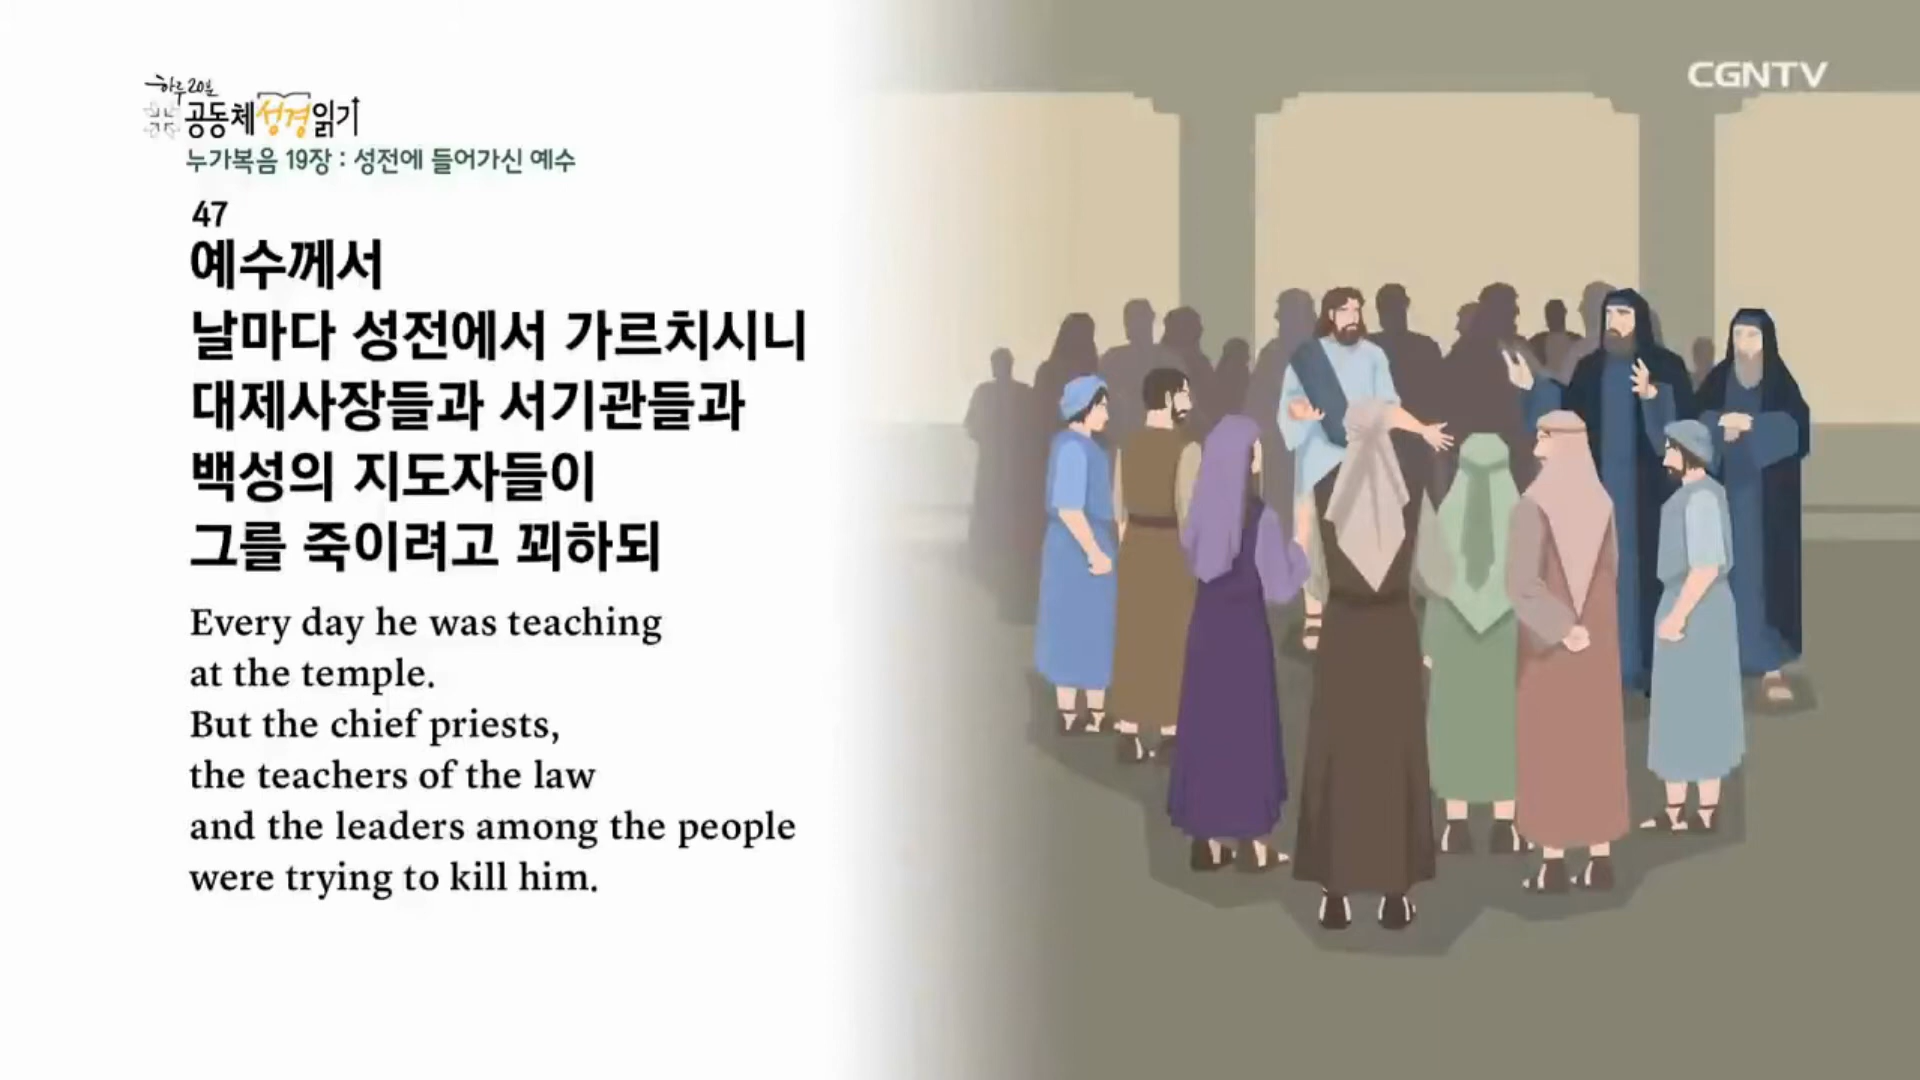 하루 20분
공동체성경읽기
CGNTV
누가복음 19장 : 성전에 들어가신 예수
47
예수께서
날마다 성전에서 가르치시니
대제사장들과 서기관들과
백성의 지도자들이
그를 죽이려고 꾀하되
Every day he was teaching
at the temple.
But the chief priests,
the teachers of the law
and the leaders among the people
were trying to kill him.